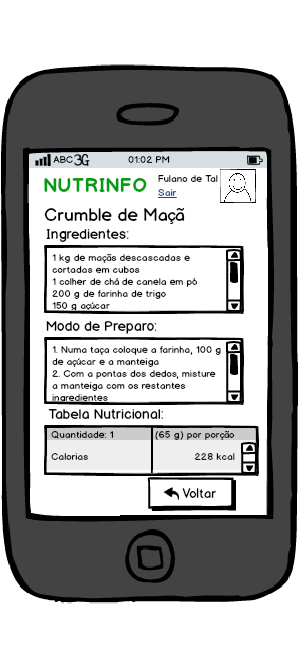 ABC 3G 01:02 PM
NUTRINFO
Fulano de Tal
Sair
Crumble de Maçã
Ingredientes:
1 kg de maçãs descascadas e
cortadas em cubos
1 colher de chá de canela em pó
200 g de farinha de trigo
150 g açúcar
Modo de Preparo:
1. Numa taça coloque a farinha, 100 g
de açúcar e a manteiga
2. Com a pontas dos dedos, misture
a manteiga com os restantes
ingredientes
Tabela Nutricional:
Quantidade: 1 (65 g) por porção
Calorias 228 kcal
Voltar